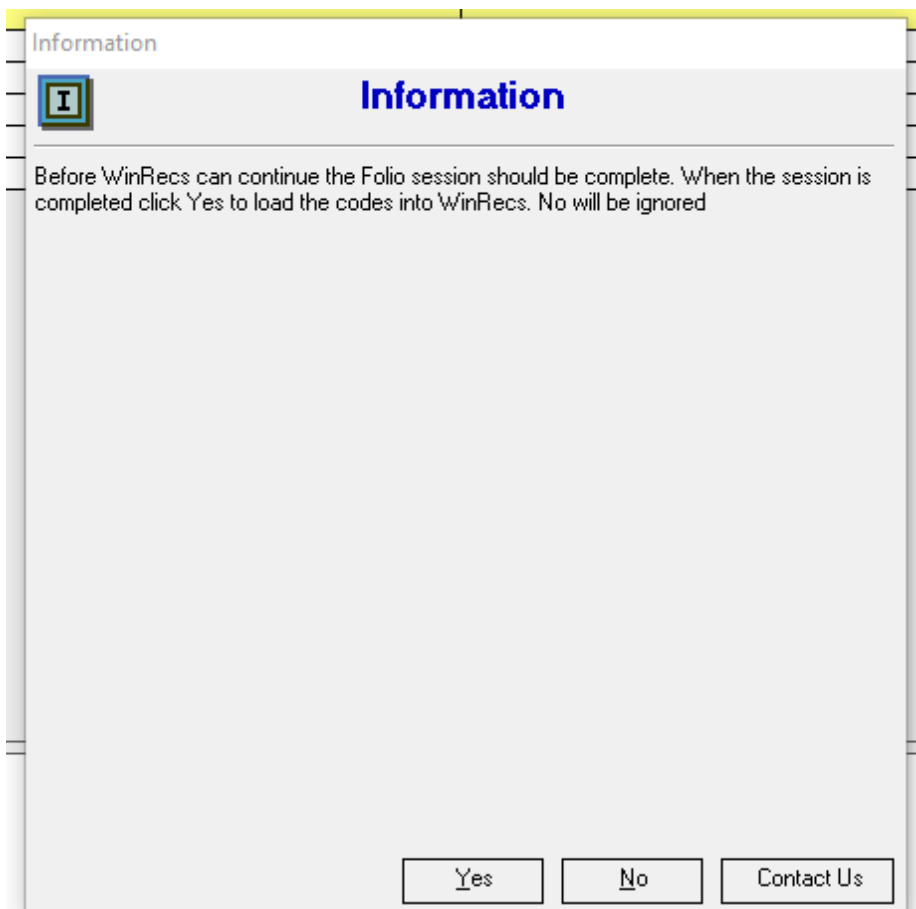 Information
I
Information
Before WinRecs can continue the Folio session should be complete. When the session is
completed click Yes to load the codes into WinRecs. No will be ignored
Yes No Contact Us